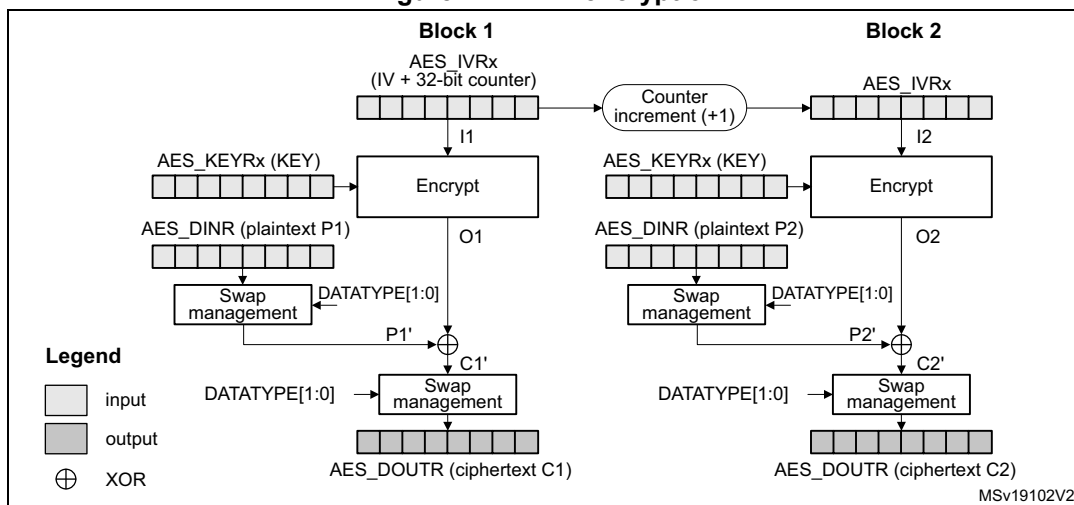 Block 1
Block 2
AES_IVRx
(IV + 32-bit counter)
Counter
increment (+1)
AES_IVRx
I1
I2
AES_KEYRx (KEY)
Encrypt
AES_KEYRx (KEY)
Encrypt
AES_DINR (plaintext P1)
O1
AES_DINR (plaintext P2)
O2
Swap
management
DATATYPE[1:0]
Swap
management
DATATYPE[1:0]
P1'
P2'
Legend
C1'
C2'
input
DATATYPE[1:0]
Swap
management
DATATYPE[1:0]
Swap
management
output
AES_DOUTR (ciphertext C1)
AES_DOUTR (ciphertext C2)
XOR
MSv19102V2